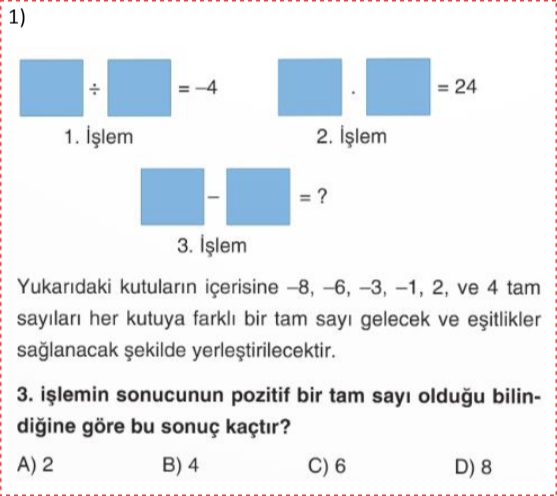 1)
÷ = –4 . = 24
1. İşlem 2. İşlem
– = ?
3. İşlem
Yukarıdaki kutuların içerisine –8, –6, –3, –1, 2, ve 4 tam
sayıları her kutuya farklı bir tam sayı gelecek ve eşitlikler
sağlanacak şekilde yerleştirilecektir.
3. işlemin sonucunun pozitif bir tam sayı olduğu bilin-
diğine göre bu sonuç kaçtır?
A) 2 B) 4 C) 6 D) 8